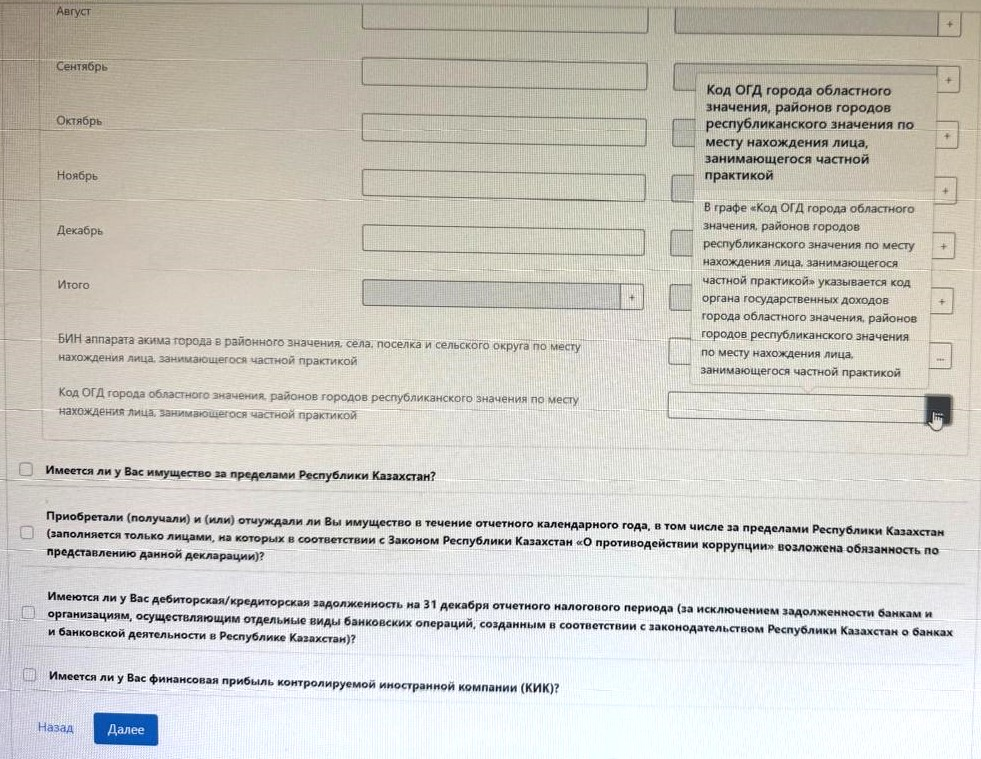 Август
+
Сентябрь
+
Код ОГД города областного
значения, районов городов
республиканского значения по
месту нахождения лица,
занимающегося частной
практикой
Октябрь
+
Ноябрь
+
В графе «Код ОГД города областного
значения, районов городов
республиканского значения по месту
нахождения лица, занимающегося
частной практикой» указывается код
органа государственных доходов
города областного значения, районов
городов республиканского значения
по месту нахождения лица,
занимающегося частной практикой
Декабрь
+
Итого
+
+
БИН аппарата акима города в районного значения, села, поселка и сельского округа по месту
нахождения лица, занимающегося частной практикой
...
Код ОГД города областного значения, районов городов республиканского значения по месту
нахождения лица, занимающегося частной практикой
Имеется ли у Вас имущество за пределами Республики Казахстан?
Приобретали (получали) и (или) отчуждали ли Вы имущество в течение отчетного календарного года, в том числе за пределами Республики Казахстан
(заполняется только лицами, на которых в соответствии с Законом Республики Казахстан «О противодействии коррупции» возложена обязанность по
представлению данной декларации)?
Имеются ли у Вас дебиторская/кредиторская задолженность на 31 декабря отчетного налогового периода (за исключением задолженности банкам и
организациям, осуществляющим отдельные виды банковских операций, созданным в соответствии с законодательством Республики Казахстан о банках
и банковской деятельности в Республике Казахстан)?
Имеется ли у Вас финансовая прибыль контролируемой иностранной компании (КИК)?
Назад
Далее